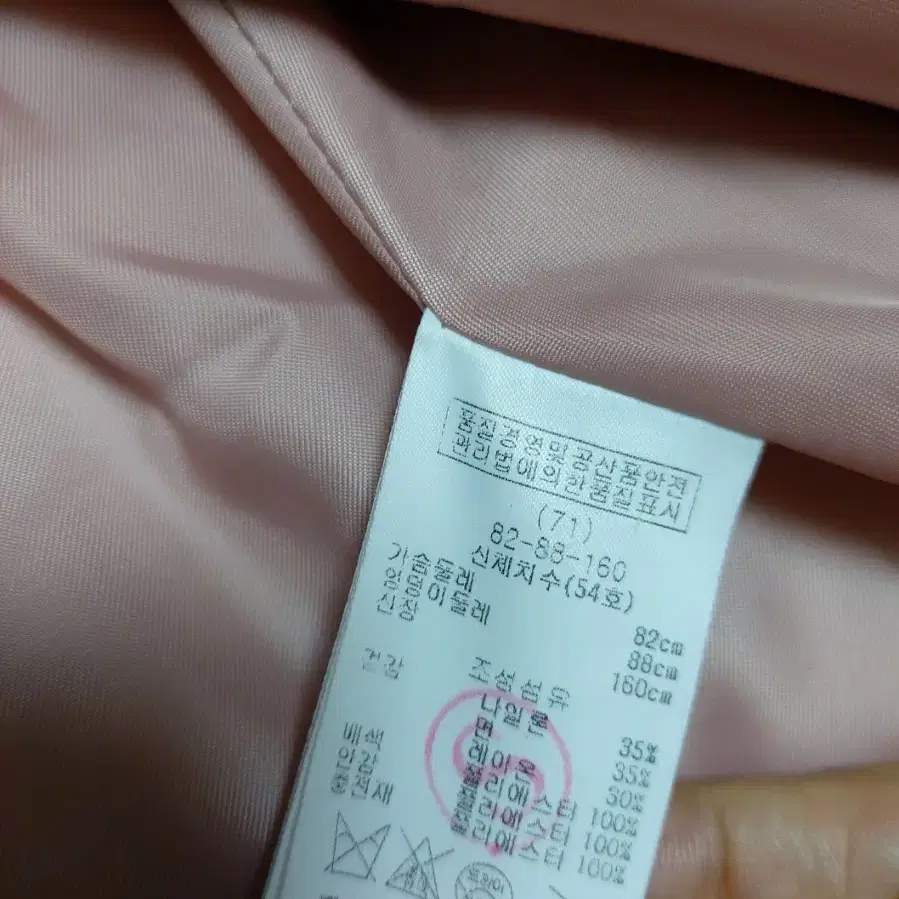 품질경영및공산품안전
관리법에의한품질표시
(71)
82-88-160
신체치수(54호)
가슴둘레 82cm
엉덩이둘레 88cm
신장 160cm
조성섬유
겉감 나일론 35%
면 35%
레이온 30%
배색 폴리에스터 100%
안감 폴리에스터 100%
충전재 폴리에스터 100%
드라이